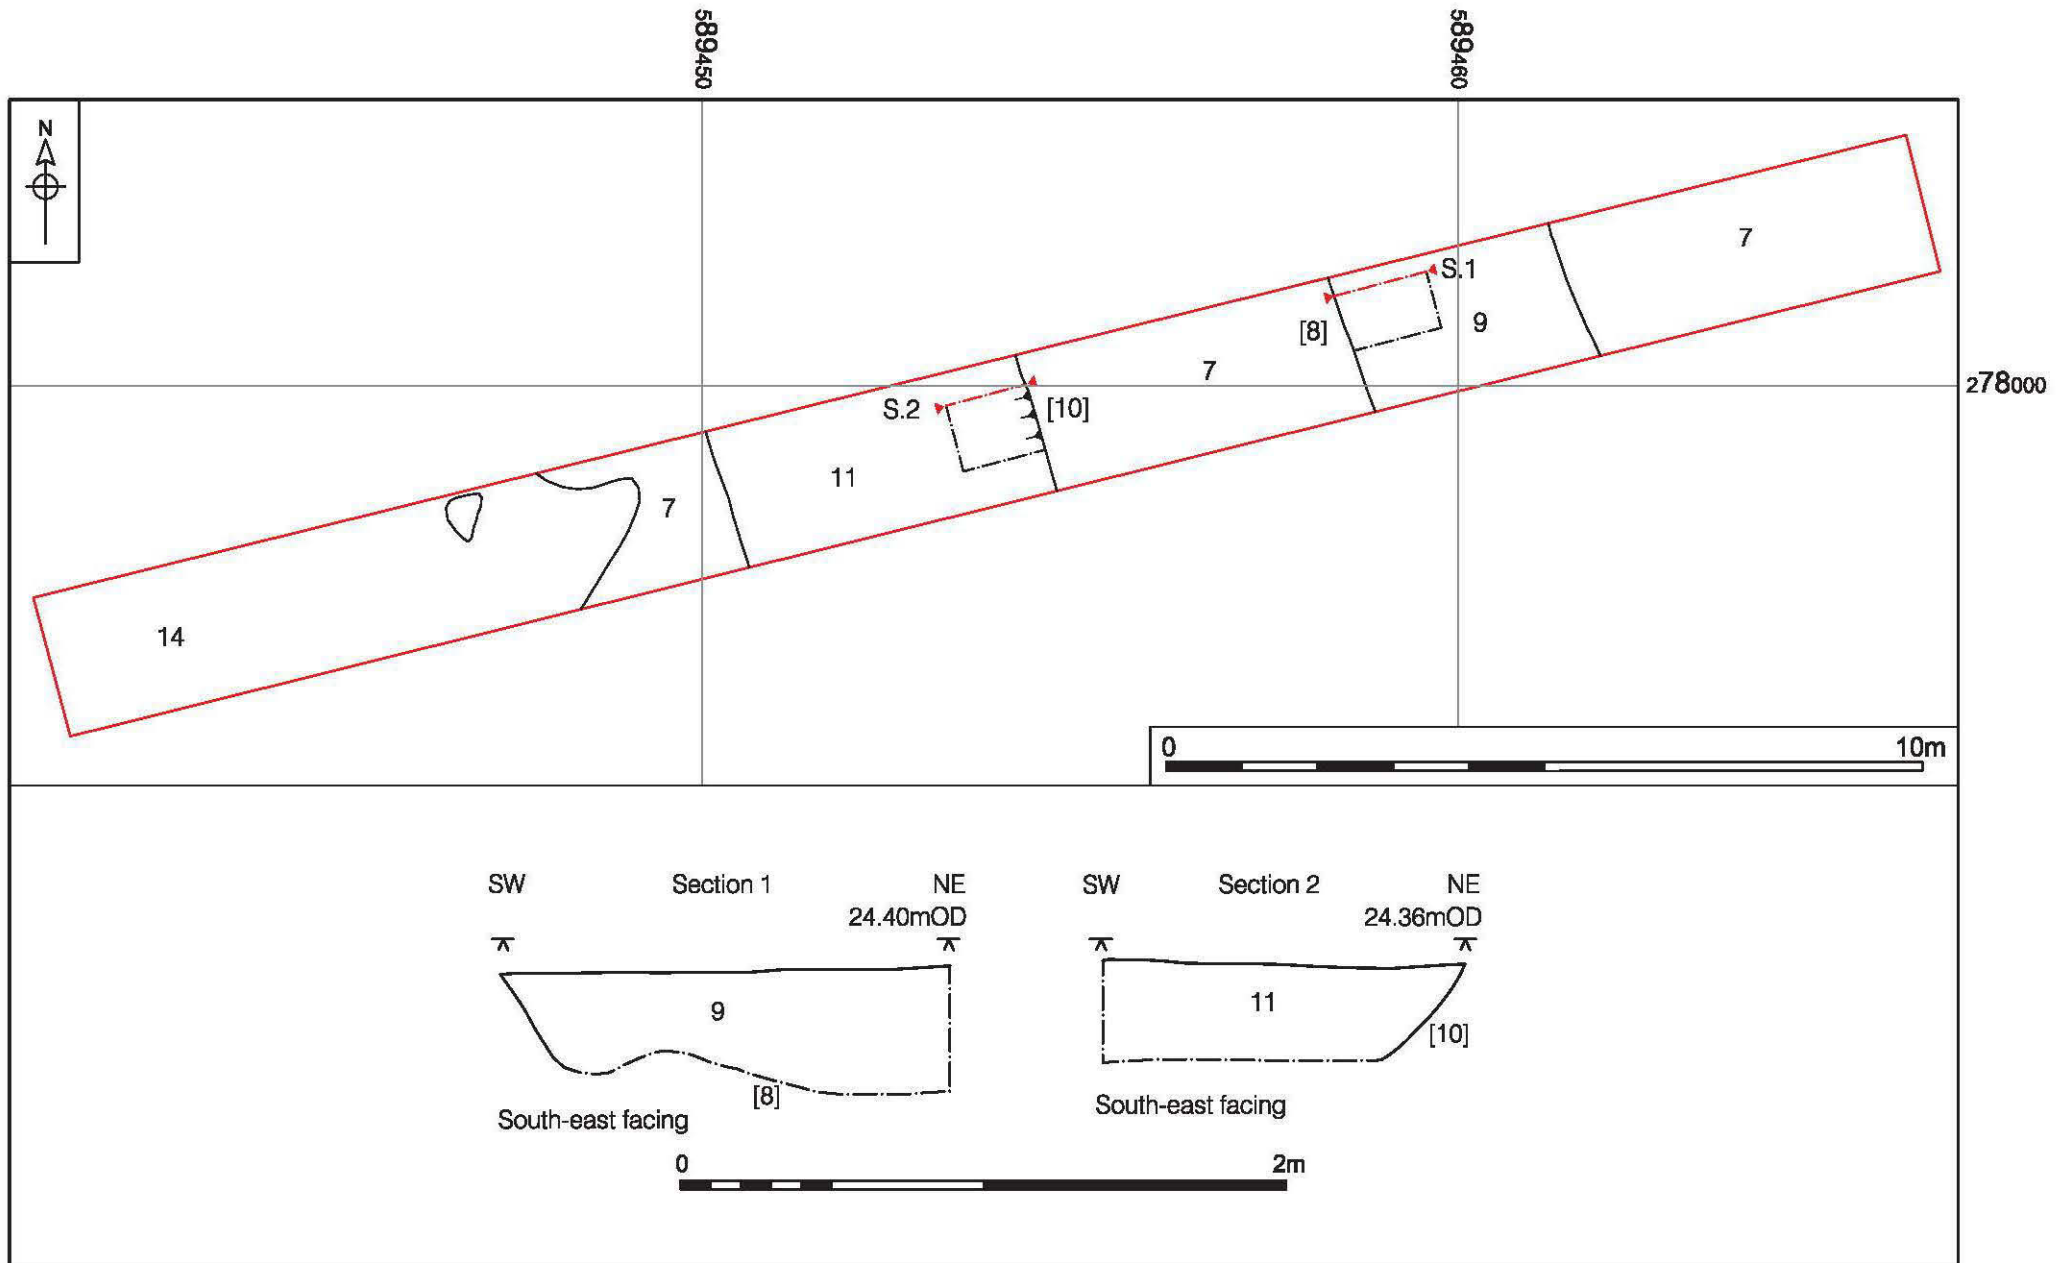 589450
589460
N
7
S.1
[8]
9
7
278000
S.2
[10]
11
7
14
0 10m
SW Section 1 NE
24.40mOD
9
[8]
South-east facing
SW Section 2 NE
24.36mOD
11
[10]
South-east facing
0 2m